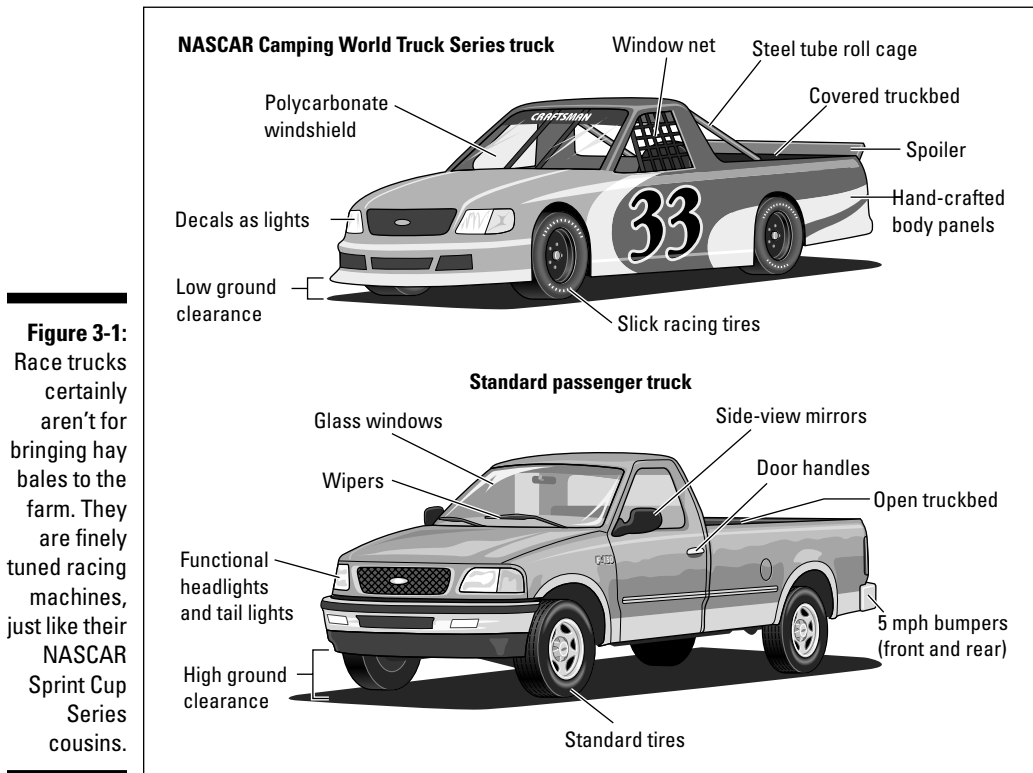 Figure 3-1:
Race trucks
certainly
aren't for
bringing hay
bales to the
farm. They
are finely
tuned racing
machines,
just like their
NASCAR
Sprint Cup
Series
cousins.
NASCAR Camping World Truck Series truck
Window net
Steel tube roll cage
Polycarbonate
windshield
Covered truckbed
CRAFTSMAN
Spoiler
Decals as lights
33
Hand-crafted
body panels
Low ground
clearance
Slick racing tires
Standard passenger truck
Glass windows
Side-view mirrors
Wipers
Door handles
Open truckbed
Functional
headlights
and tail lights
5 mph bumpers
(front and rear)
High ground
clearance
Standard tires